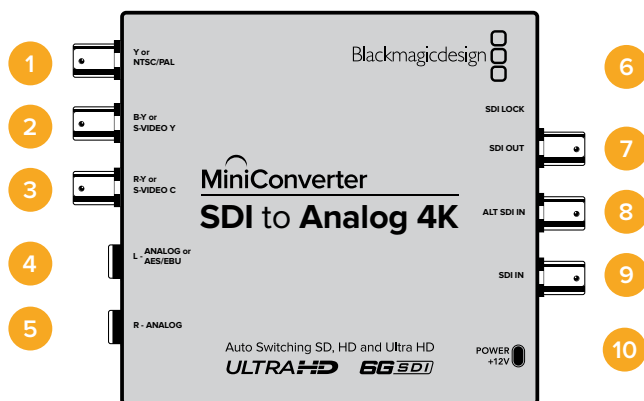 1
Y or
NTSC/PAL
2
B-Y or
S-VIDEO Y
3
R-Y or
S-VIDEO C
4
L - ANALOG or
AES/EBU
5
R - ANALOG
Blackmagicdesign
MiniConverter
SDI to Analog 4K
Auto Switching SD, HD and Ultra HD
ULTRAHD 6G SDI
6
SDI LOCK
SDI OUT
7
ALT SDI IN
8
SDI IN
9
POWER
+12V
10